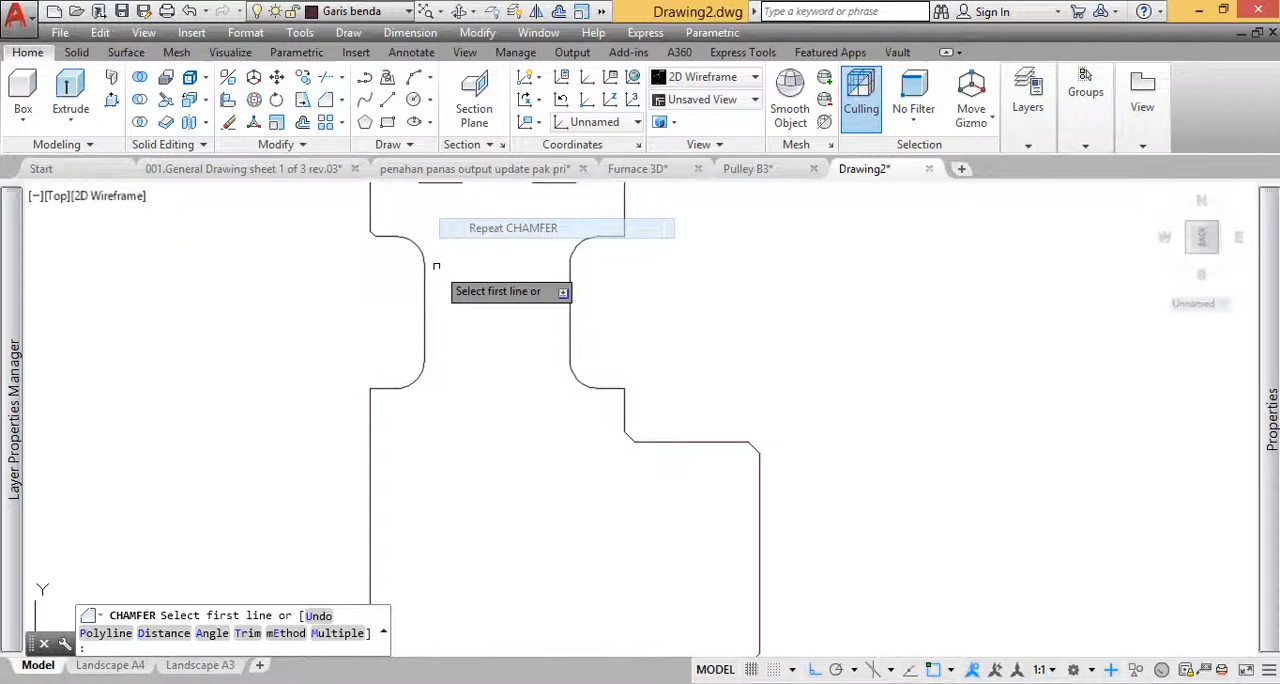 Garis benda
Drawing2.dwg
Type a keyword or phrase
Sign In
File Edit View Insert Format Tools Draw Dimension Modify Window Help Express Parametric
Home Solid Surface Mesh Visualize Parametric Insert Annotate View Manage Output Add-ins A360 Express Tools Featured Apps Vault
Box
Extrude
Section
Plane
Unnamed
2D Wireframe
Unsaved View
Smooth
Object
Culling
No Filter
Move
Gizmo
Layers
Groups
View
Modeling Solid Editing Modify Draw Section Coordinates View Mesh Selection
Start 001.General Drawing sheet 1 of 3 rev.03* penahan panas output update pak pri* Furnace 3D* Pulley B3* Drawing2*
[−][Top][2D Wireframe]
N
W
BACK
E
S
Unnamed
Repeat CHAMFER
Select first line or
Layer Properties Manager
Properties
Y
CHAMFER Select first line or [Undo
Polyline Distance Angle Trim mEthod Multiple]
:
Model Landscape A4 Landscape A3
MODEL
1:1